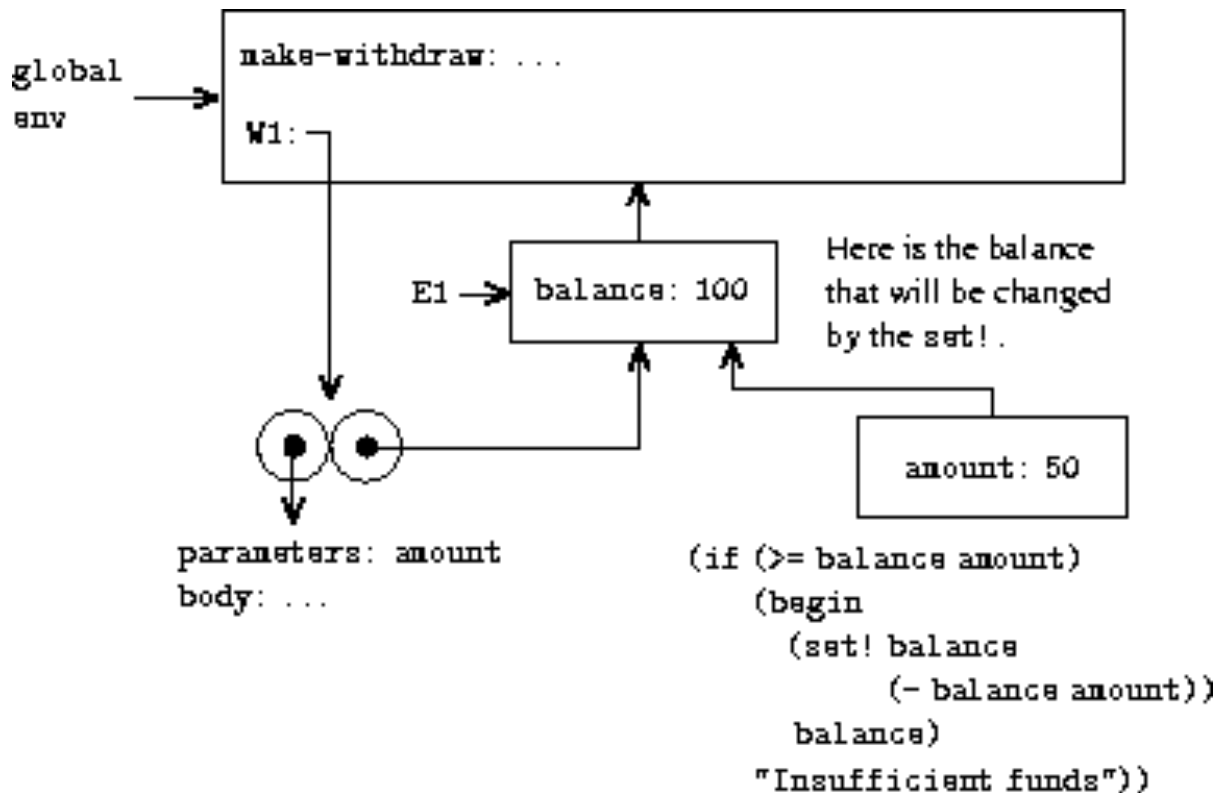 make-withdraw: ...
global
env
W1:
Here is the balance
that will be changed
by the set!.
E1
balance: 100
amount: 50
parameters: amount
body: ...
(if (>= balance amount)
(begin
(set! balance
(- balance amount))
balance)
"Insufficient funds"))